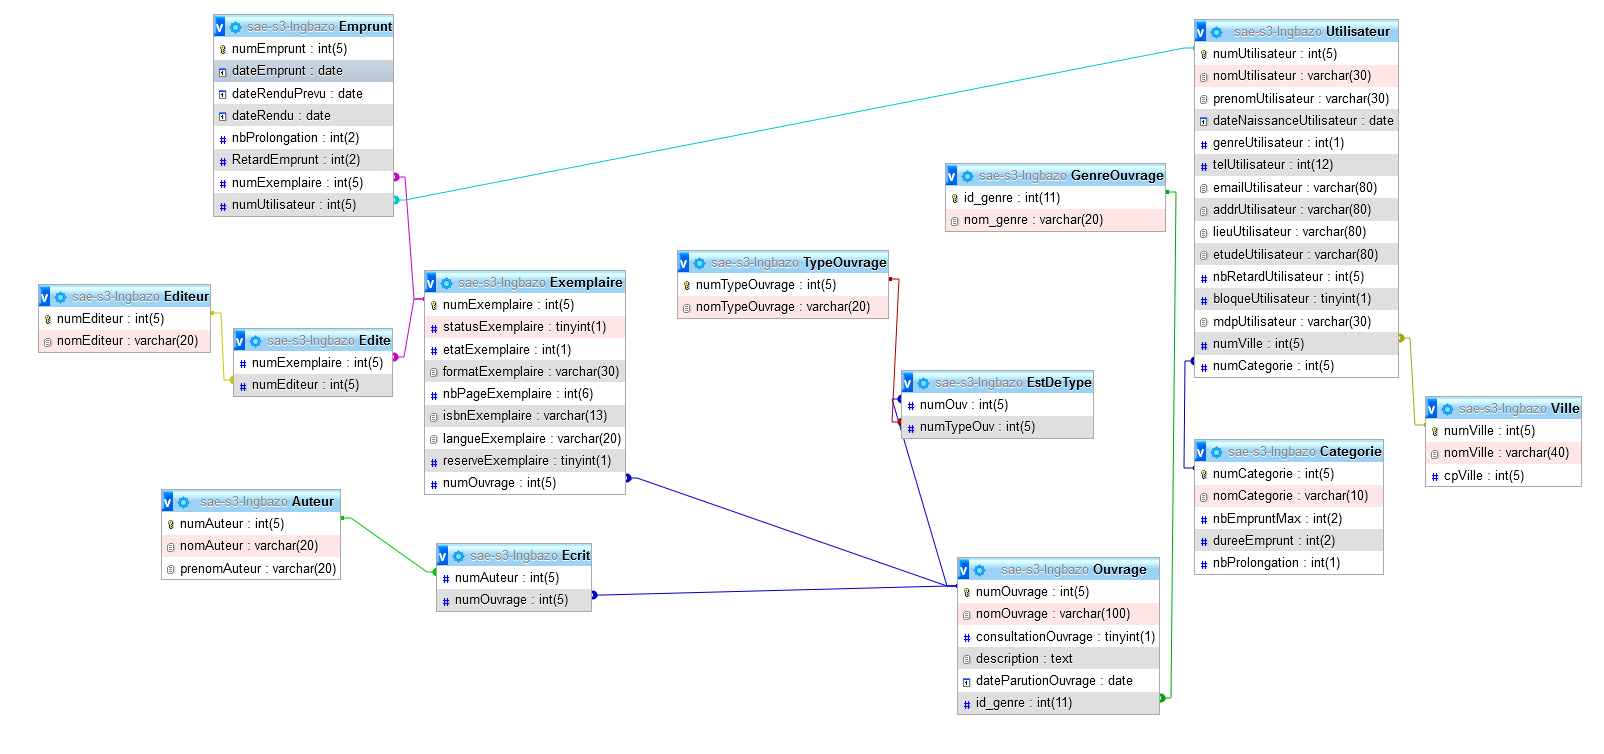 v sae-s3-lngbazo Emprunt
numEmprunt : int(5)
dateEmprunt : date
dateRenduPrevu : date
dateRendu : date
nbProlongation : int(2)
RetardEmprunt : int(2)
numExemplaire : int(5)
numUtilisateur : int(5)
v sae-s3-lngbazo Utilisateur
numUtilisateur : int(5)
nomUtilisateur : varchar(30)
prenomUtilisateur : varchar(30)
dateNaissanceUtilisateur : date
genreUtilisateur : int(1)
telUtilisateur : int(12)
emailUtilisateur : varchar(80)
addrUtilisateur : varchar(80)
lieuUtilisateur : varchar(80)
etudeUtilisateur : varchar(80)
nbRetardUtilisateur : int(5)
bloqueUtilisateur : tinyint(1)
mdpUtilisateur : varchar(30)
numVille : int(5)
numCategorie : int(5)
v sae-s3-lngbazo GenreOuvrage
id_genre : int(11)
nom_genre : varchar(20)
v sae-s3-lngbazo TypeOuvrage
numTypeOuvrage : int(5)
nomTypeOuvrage : varchar(20)
v sae-s3-lngbazo Exemplaire
numExemplaire : int(5)
statusExemplaire : tinyint(1)
etatExemplaire : int(1)
formatExemplaire : varchar(30)
nbPageExemplaire : int(6)
isbnExemplaire : varchar(13)
langueExemplaire : varchar(20)
reserveExemplaire : tinyint(1)
numOuvrage : int(5)
v sae-s3-lngbazo Editeur
numEditeur : int(5)
nomEditeur : varchar(20)
v sae-s3-lngbazo Edite
numExemplaire : int(5)
numEditeur : int(5)
v sae-s3-lngbazo EstDeType
numOuv : int(5)
numTypeOuv : int(5)
v sae-s3-lngbazo Ville
numVille : int(5)
nomVille : varchar(40)
cpVille : int(5)
v sae-s3-lngbazo Categorie
numCategorie : int(5)
nomCategorie : varchar(10)
nbEmpruntMax : int(2)
dureeEmprunt : int(2)
nbProlongation : int(1)
v sae-s3-lngbazo Auteur
numAuteur : int(5)
nomAuteur : varchar(20)
prenomAuteur : varchar(20)
v sae-s3-lngbazo Ecrit
numAuteur : int(5)
numOuvrage : int(5)
v sae-s3-lngbazo Ouvrage
numOuvrage : int(5)
nomOuvrage : varchar(100)
consultationOuvrage : tinyint(1)
description : text
dateParutionOuvrage : date
id_genre : int(11)